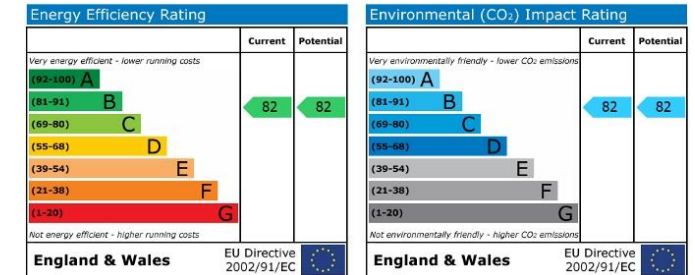 Energy Efficiency Rating
Current Potential
Very energy efficient - lower running costs
(92-100) A
(81-91) B
82 82
(69-80) C
(55-68) D
(39-54) E
(21-38) F
(1-20) G
Not energy efficient - higher running costs
England & Wales
EU Directive
2002/91/EC
Environmental (CO₂) Impact Rating
Current Potential
Very environmentally friendly - lower CO₂ emissions
(92-100) A
(81-91) B
82 82
(69-80) C
(55-68) D
(39-54) E
(21-38) F
(1-20) G
Not environmentally friendly - higher CO₂ emissions
England & Wales
EU Directive
2002/91/EC